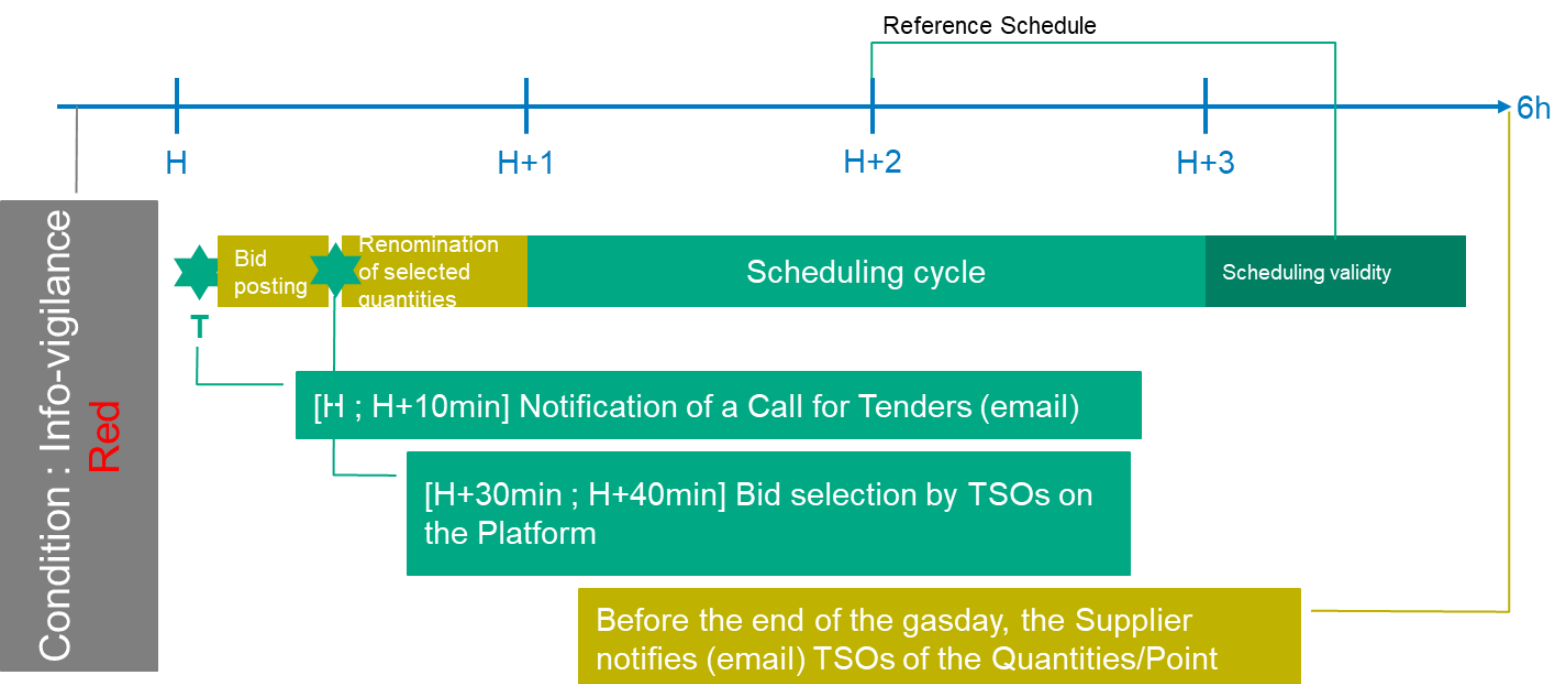 Reference Schedule
6h
H
H+1
H+2
H+3
Condition : Info-vigilance
Red
Bid
posting
Renomination
of selected
quantities
Scheduling cycle
Scheduling validity
T
[H ; H+10min] Notification of a Call for Tenders (email)
[H+30min ; H+40min] Bid selection by TSOs on
the Platform
Before the end of the gasday, the Supplier
notifies (email) TSOs of the Quantities/Point